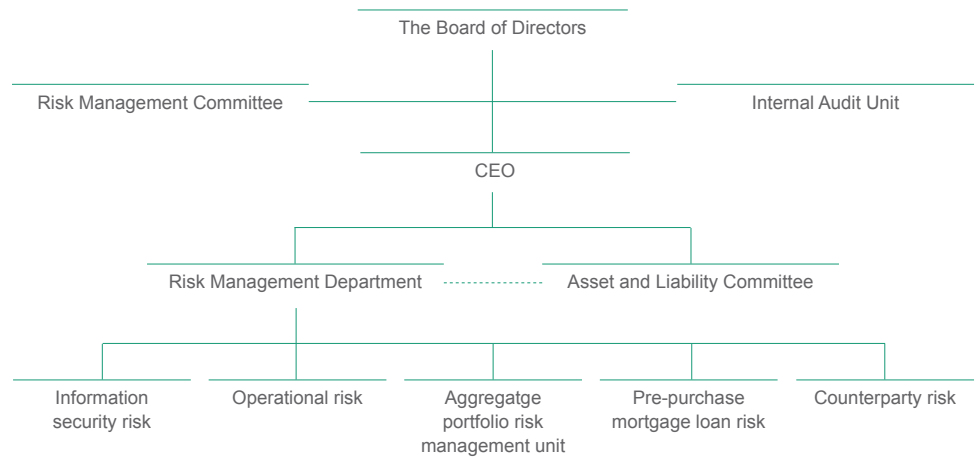 The Board of Directors
Risk Management Committee
Internal Audit Unit
CEO
Risk Management Department
Asset and Liability Committee
Information
security risk
Operational risk
Aggregatge
portfolio risk
management unit
Pre-purchase
mortgage loan risk
Counterparty risk